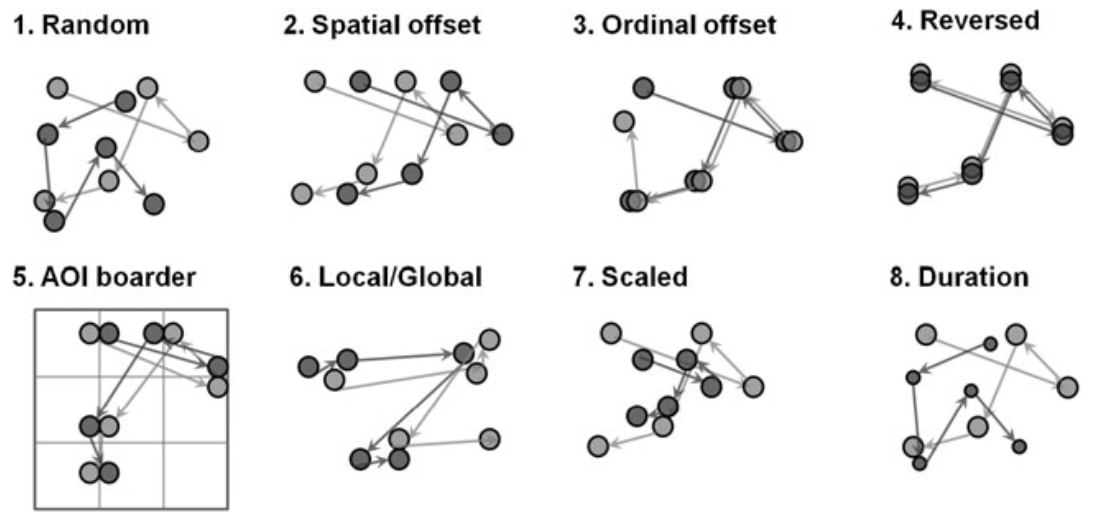 1. Random
2. Spatial offset
3. Ordinal offset
4. Reversed
5. AOI boarder
6. Local/Global
7. Scaled
8. Duration